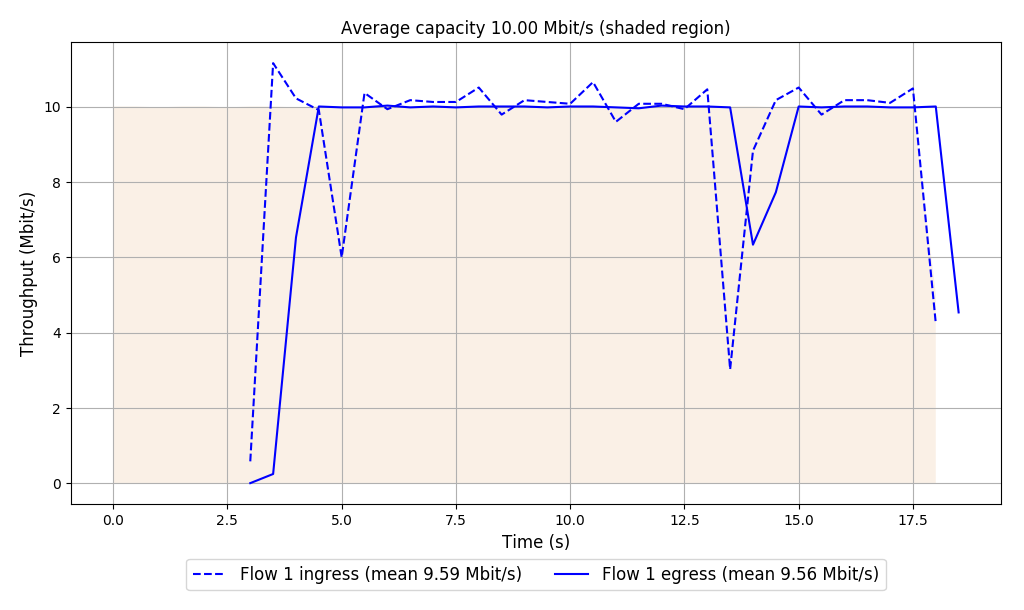 Average capacity 10.00 Mbit/s (shaded region)
Throughput (Mbit/s)
10
8
6
4
2
0
0.0 2.5 5.0 7.5 10.0 12.5 15.0 17.5
Time (s)
Flow 1 ingress (mean 9.59 Mbit/s) Flow 1 egress (mean 9.56 Mbit/s)